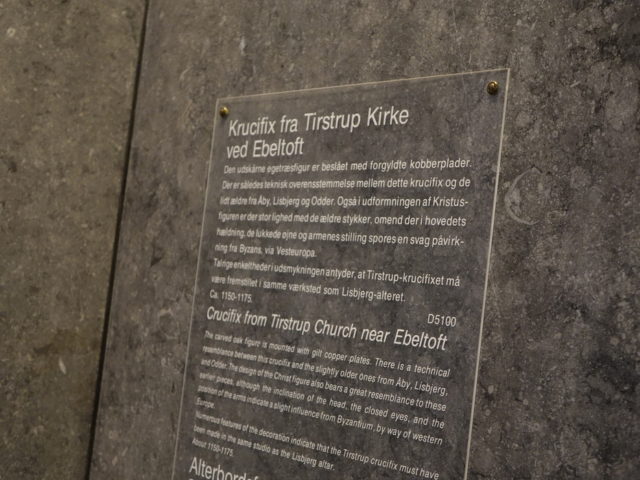 Krucifix fra Tirstrup Kirke
ved Ebeltoft
Den udskårne egetræsfigur er beslået med forgyldte kobberplader.
Der er således teknisk overensstemmelse mellem dette krucifix og de
lidt ældre fra Åby, Lisbjerg og Odder. Også i udformningen af Kristus-
figuren er der stor lighed med de ældre stykker, omend der i hovedets
hældning, de lukkede øjne og armenes stilling spores en svag påvirk-
ning fra Byzans, via Vesteuropa.
Talrige enkeltheder i udsmykningen antyder, at Tirstrup-krucifixet må
være fremstillet i samme værksted som Lisbjerg-alteret.
Ca. 1150-1175.
D5100
Crucifix from Tirstrup Church near Ebeltoft
The carved oak figure is mounted with gilt copper plates. There is a technical
resemblance between this crucifix and the slightly older ones from Åby, Lisbjerg,
and Odder. The design of the Christ figure also bears a great resemblance to these
earlier pieces, although the inclination of the head, the closed eyes, and the
position of the arms indicate a slight influence from Byzantium, by way of western
Europe.
Numerous features of the decoration indicate that the Tirstrup crucifix must have
been made in the same studio as the Lisbjerg altar.
About 1150-1175.